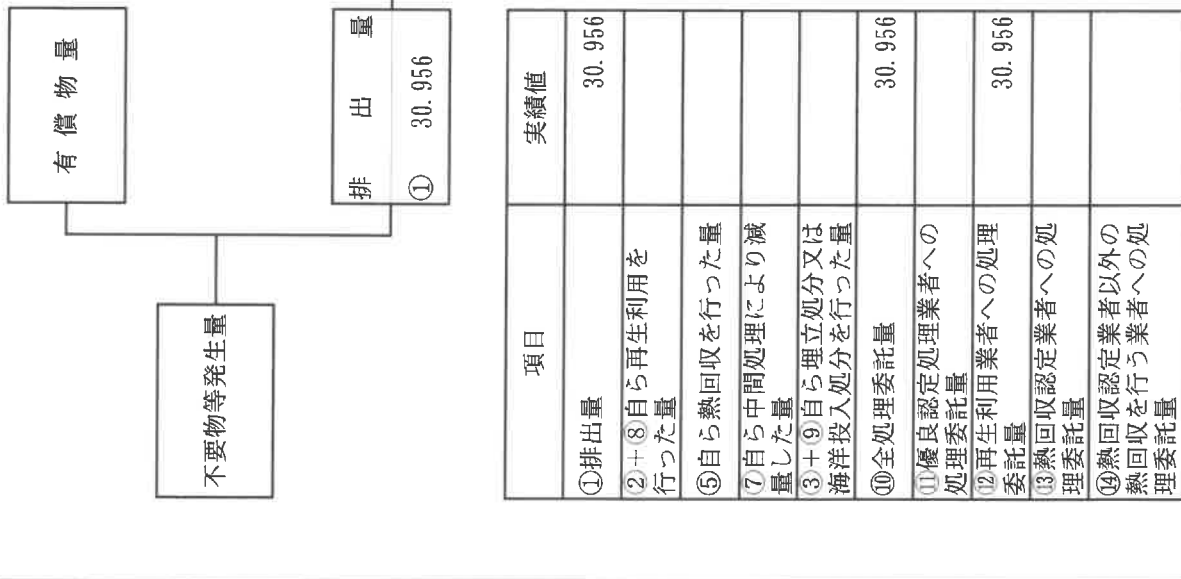 有償物量
不要物等発生量
排出量
① 30.956
項目 実績値
①排出量 30.956
②+⑧自ら再生利用を
行った量
⑤自ら熱回収を行った量
⑦自ら中間処理により減
量した量
③+⑨自ら埋立処分又は
海洋投入処分を行った量
⑩全処理委託量 30.956
⑪優良認定処理業者への
処理委託量
⑫再生利用業者への処理
委託量 30.956
⑬熱回収認定業者への処
理委託量
⑭熱回収認定業者以外の
熱回収を行う業者への処
理委託量